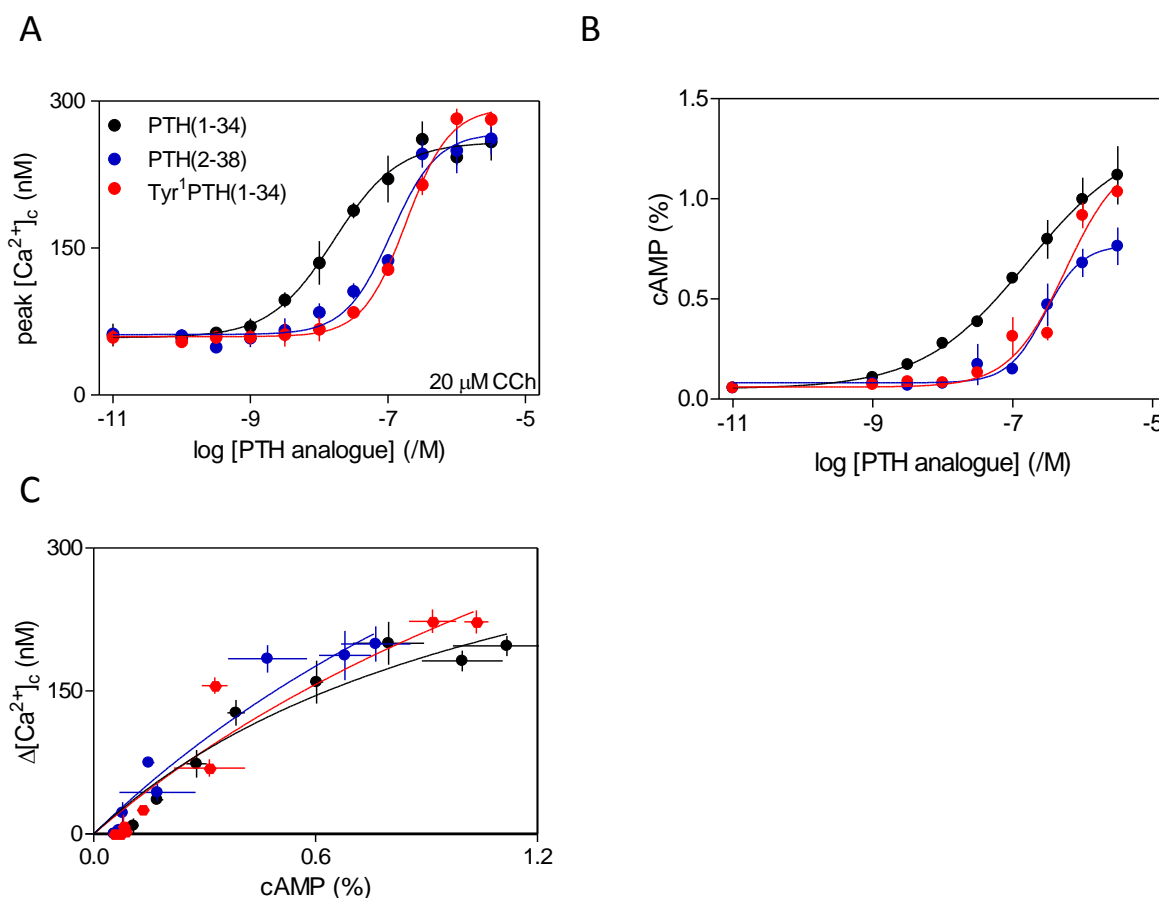 A
300
150
0
peak [Ca²⁺]c (nM)
PTH(1-34)
PTH(2-38)
Tyr¹PTH(1-34)
20 μM CCh
-11
-9
-7
-5
log [PTH analogue] (/M)
B
1.5
1.0
0.5
0.0
cAMP (%)
-11
-9
-7
-5
log [PTH analogue] (/M)
C
300
150
0
Δ[Ca²⁺]c (nM)
0.0
0.6
1.2
cAMP (%)